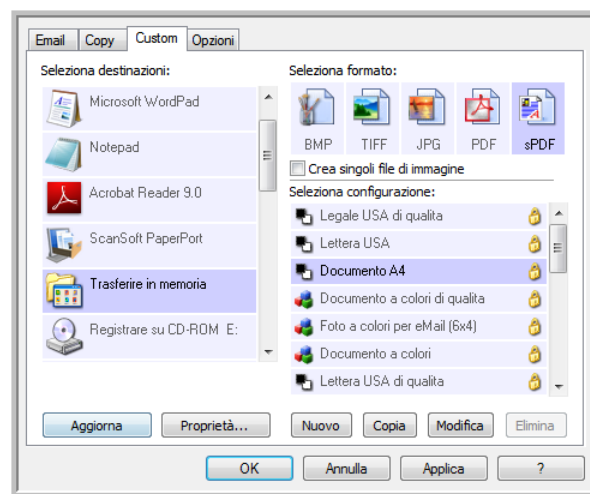 Email Copy Custom Opzioni
Seleziona destinazioni:
Microsoft WordPad
Notepad
Acrobat Reader 9.0
ScanSoft PaperPort
Trasferire in memoria
Registrare su CD-ROM E:
Aggiorna Proprietà...
Seleziona formato:
BMP TIFF JPG PDF sPDF
Crea singoli file di immagine
Seleziona configurazione:
Legale USA di qualita
Lettera USA
Documento A4
Documento a colori di qualita
Foto a colori per eMail (6x4)
Documento a colori
Lettera USA di qualita
Nuovo Copia Modifica Elimina
OK Annulla Applica ?